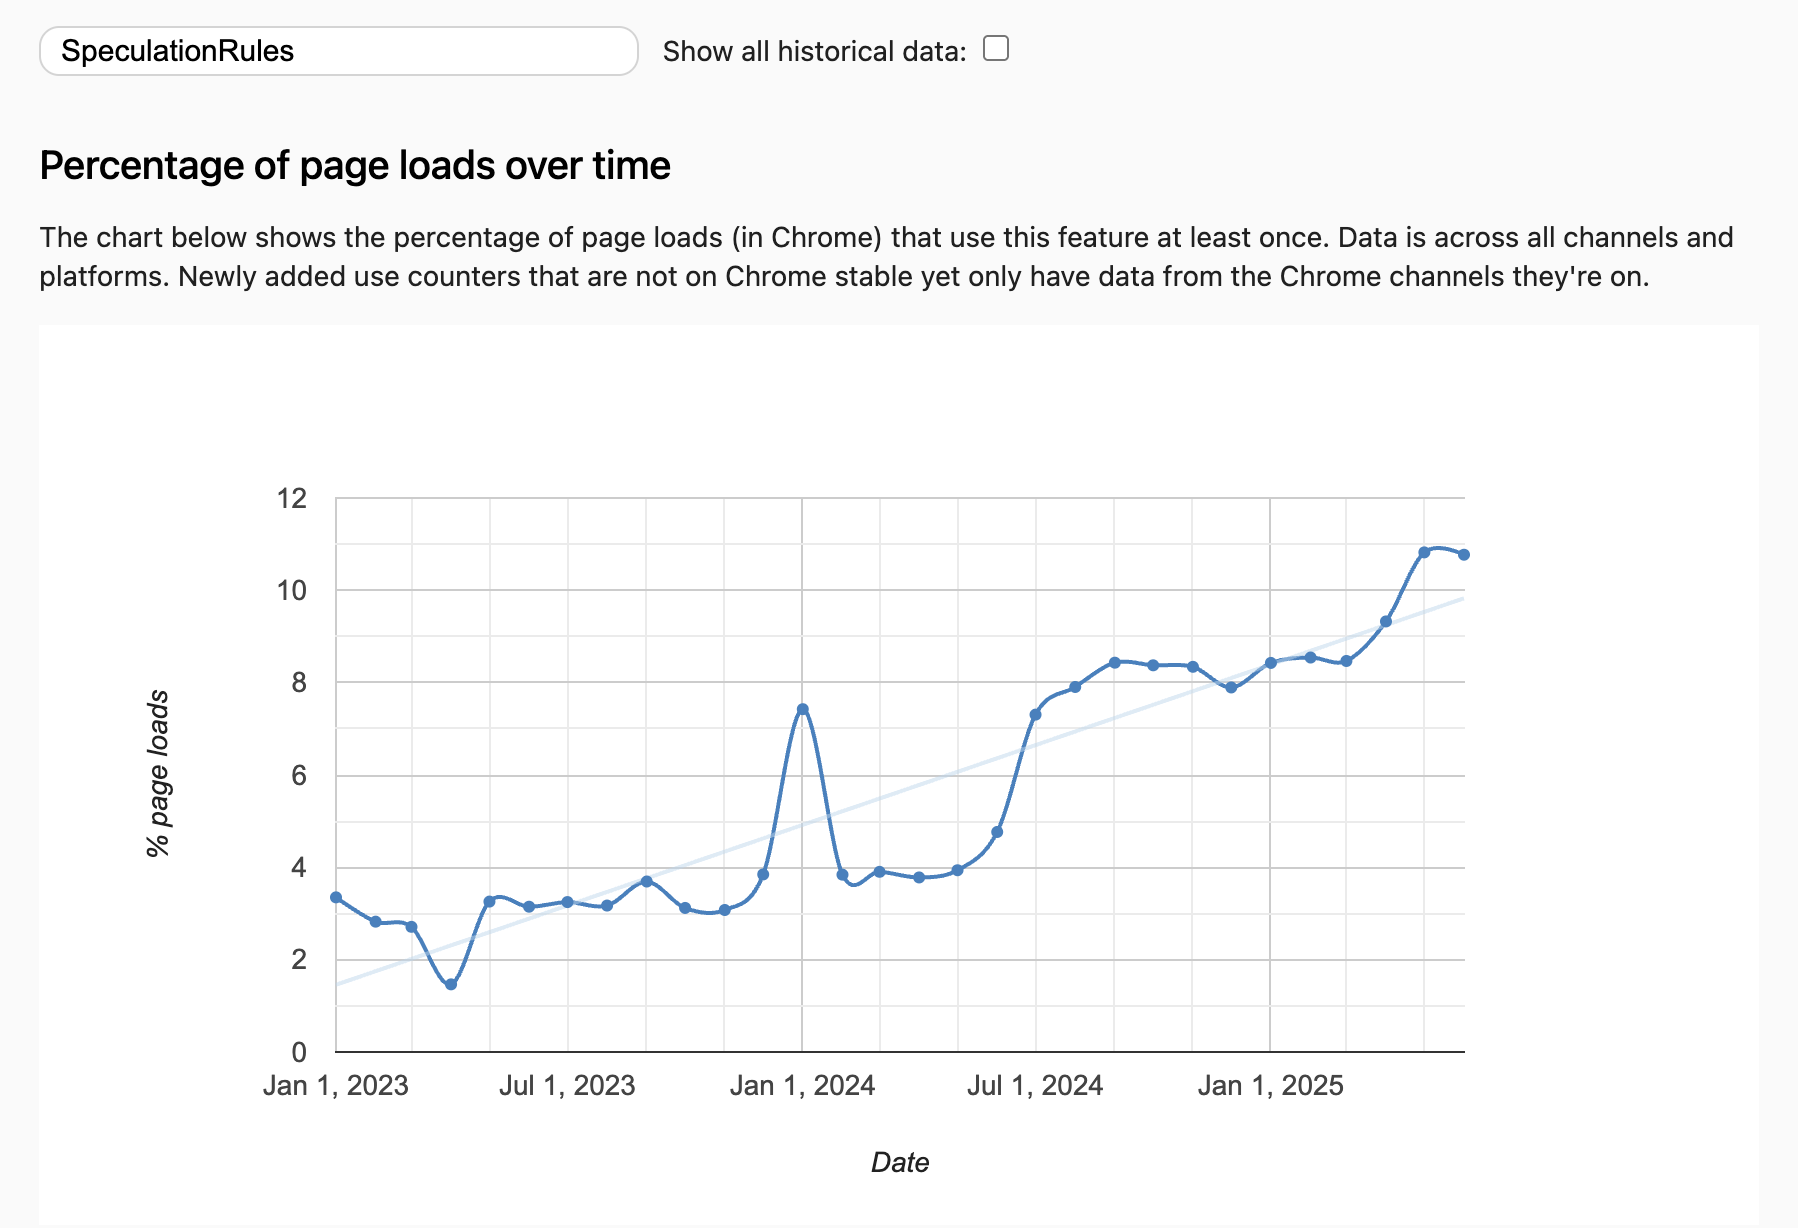 SpeculationRules
Show all historical data:
Percentage of page loads over time
The chart below shows the percentage of page loads (in Chrome) that use this feature at least once. Data is across all channels and
platforms. Newly added use counters that are not on Chrome stable yet only have data from the Chrome channels they're on.
12
10
8
6
4
2
0
% page loads
Jan 1, 2023
Jul 1, 2023
Jan 1, 2024
Jul 1, 2024
Jan 1, 2025
Date